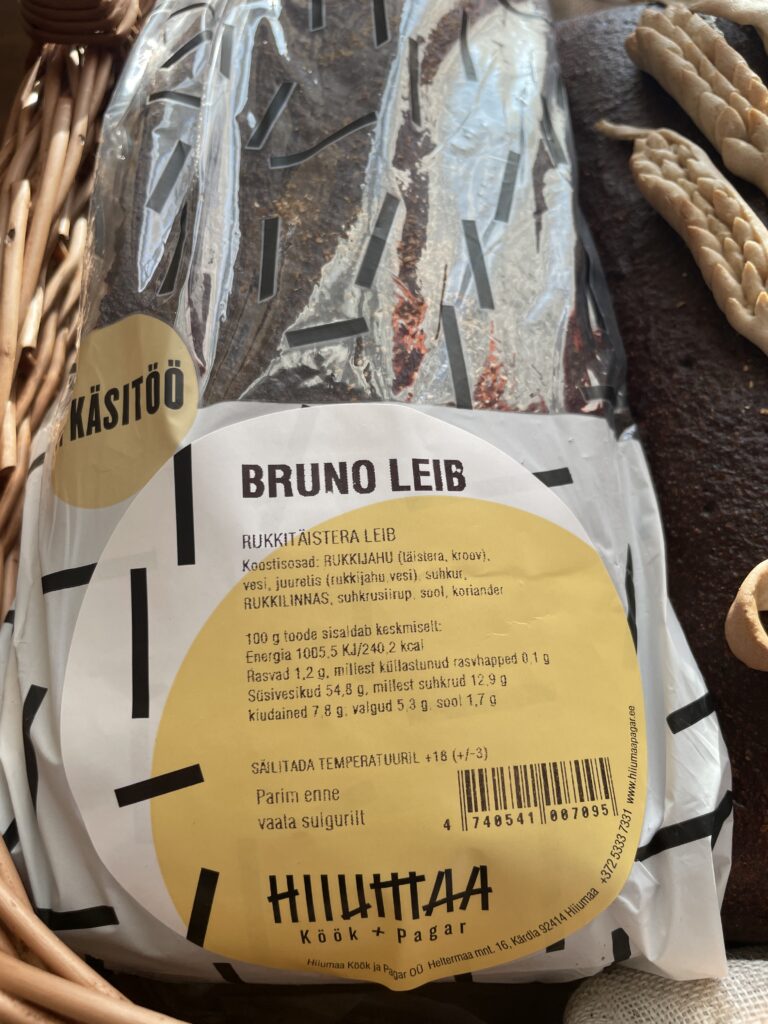 KÄSITÖÖ
BRUNO LEIB
RUKKITÄISTERA LEIB
Koostisosad: RUKKIJAHU (täistera, kroov),
vesi, juuretis (rukkijahu,vesi), suhkur,
RUKKILINNAS, suhkrusiirup, sool, koriander
100 g toode sisaldab keskmiselt:
Energia 1005,5 KJ/240,2 kcal
Rasvad 1,2 g, millest küllastunud rasvhapped 0,1 g
Süsivesikud 54,8 g, millest suhkrud 12,9 g
kiudained 7,8 g, valgud 5,3 g, sool 1,7 g
SÄILITADA TEMPERATUURIL +18 (+/-3)
Parim enne
vaata sulgurilt
4 740541 007095
HIIUMAA
Köök + Pagar
Hiiumaa Köök ja Pagar OÜ Heltermaa mnt. 16, Kärdla 92414 Hiiumaa +372 5333 7331 www.hiiumaapagar.ee